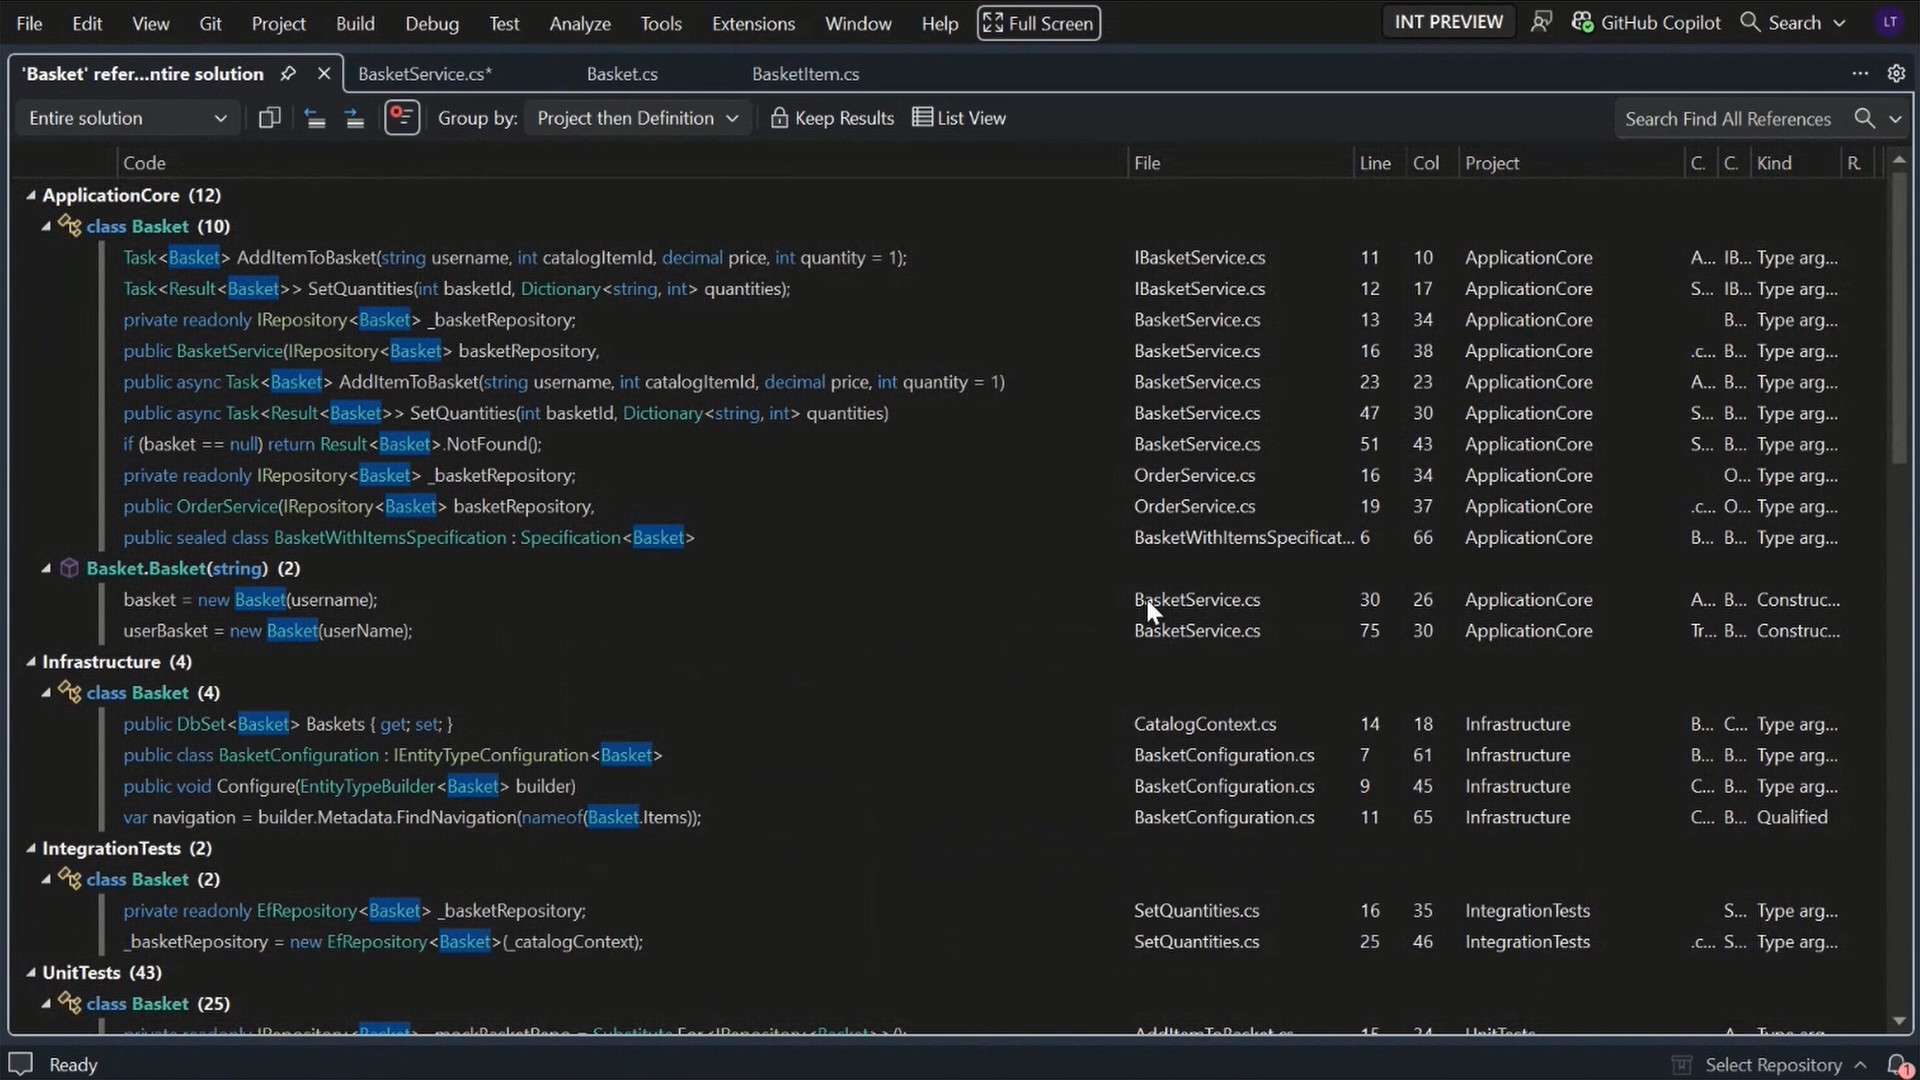 File Edit View Git Project Build Debug Test Analyze Tools Extensions Window Help Full Screen INT PREVIEW GitHub Copilot Search LT
'Basket' refer...ntire solution BasketService.cs* Basket.cs BasketItem.cs
Entire solution Group by: Project then Definition Keep Results List View Search Find All References
Code File Line Col Project C. C. Kind R.
ApplicationCore (12)
class Basket (10)
Task<Basket> AddItemToBasket(string username, int catalogItemId, decimal price, int quantity = 1); IBasketService.cs 11 10 ApplicationCore A... IB... Type arg...
Task<Result<Basket>> SetQuantities(int basketId, Dictionary<string, int> quantities); IBasketService.cs 12 17 ApplicationCore S... IB... Type arg...
private readonly IRepository<Basket> _basketRepository; BasketService.cs 13 34 ApplicationCore B... Type arg...
public BasketService(IRepository<Basket> basketRepository, BasketService.cs 16 38 ApplicationCore .c... B... Type arg...
public async Task<Basket> AddItemToBasket(string username, int catalogItemId, decimal price, int quantity = 1) BasketService.cs 23 23 ApplicationCore A... B... Type arg...
public async Task<Result<Basket>> SetQuantities(int basketId, Dictionary<string, int> quantities) BasketService.cs 47 30 ApplicationCore S... B... Type arg...
if (basket == null) return Result<Basket>.NotFound(); BasketService.cs 51 43 ApplicationCore S... B... Type arg...
private readonly IRepository<Basket> _basketRepository; OrderService.cs 16 34 ApplicationCore O... Type arg...
public OrderService(IRepository<Basket> basketRepository, OrderService.cs 19 37 ApplicationCore .c... O... Type arg...
public sealed class BasketWithItemsSpecification : Specification<Basket> BasketWithItemsSpecificat... 6 66 ApplicationCore B... B... Type arg...
Basket.Basket(string) (2)
basket = new Basket(username); BasketService.cs 30 26 ApplicationCore A... B... Construc...
userBasket = new Basket(userName); BasketService.cs 75 30 ApplicationCore Tr... B... Construc...
Infrastructure (4)
class Basket (4)
public DbSet<Basket> Baskets { get; set; } CatalogContext.cs 14 18 Infrastructure B... C... Type arg...
public class BasketConfiguration : IEntityTypeConfiguration<Basket> BasketConfiguration.cs 7 61 Infrastructure B... B... Type arg...
public void Configure(EntityTypeBuilder<Basket> builder) BasketConfiguration.cs 9 45 Infrastructure C... B... Type arg...
var navigation = builder.Metadata.FindNavigation(nameof(Basket.Items)); BasketConfiguration.cs 11 65 Infrastructure C... B... Qualified
IntegrationTests (2)
class Basket (2)
private readonly EfRepository<Basket> _basketRepository; SetQuantities.cs 16 35 IntegrationTests S... Type arg...
_basketRepository = new EfRepository<Basket>(_catalogContext); SetQuantities.cs 25 46 IntegrationTests .c... S... Type arg...
UnitTests (43)
class Basket (25)
private readonly IRepository<Basket> _mockBasketRepo = Substitute.For<IRepository<Basket>>(); AddItemToBasket.cs 15 34 UnitTests A... Type arg...
Ready Select Repository 1